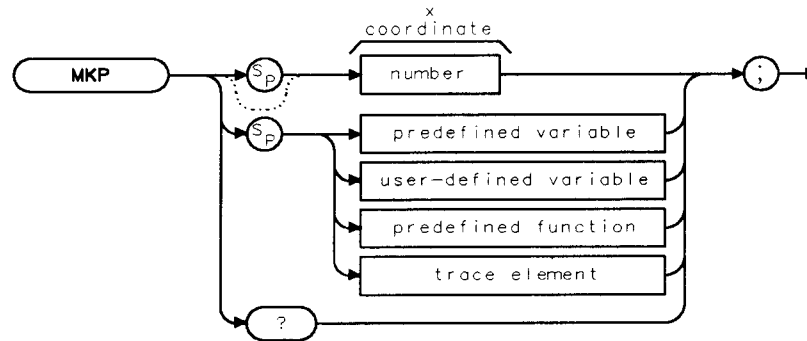 x
coordinate
MKP
SP
number
;
SP
predefined variable
user-defined variable
predefined function
trace element
?